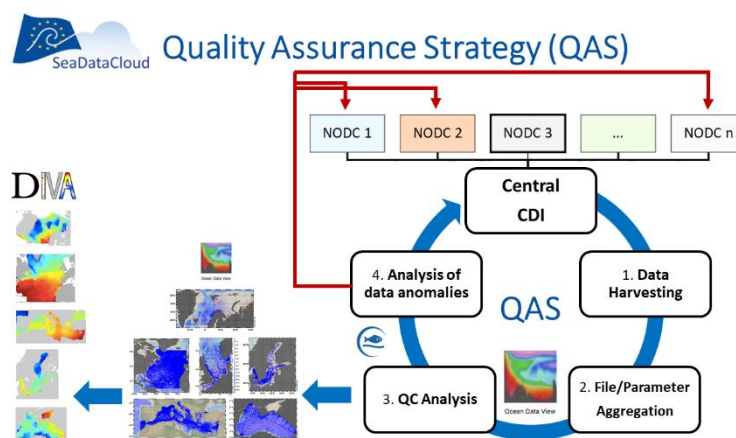 SeaDataCloud
Quality Assurance Strategy (QAS)
NODC 1
NODC 2
NODC 3
...
NODC n
Central
CDI
DIVA
4. Analysis of
data anomalies
1. Data
Harvesting
QAS
Ocean Data View
3. QC Analysis
Ocean Data View
2. File/Parameter
Aggregation